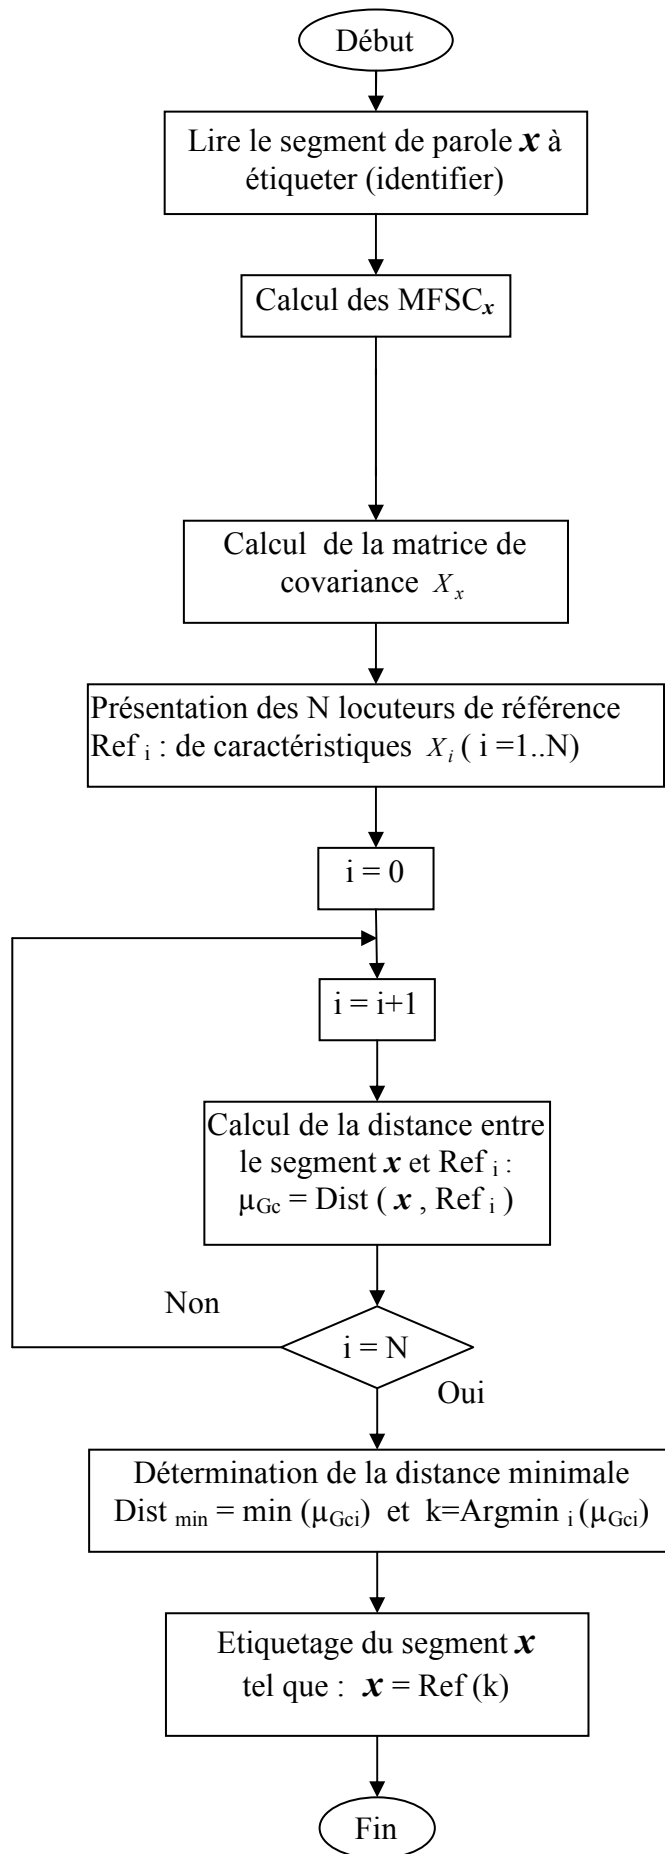 Début
Lire le segment de parole x à
étiqueter (identifier)
Calcul des MFSCx
Calcul de la matrice de
covariance Xx
Présentation des N locuteurs de référence
Ref i : de caractéristiques Xi ( i =1..N)
i = 0
i = i+1
Calcul de la distance entre
le segment x et Ref i :
µGc = Dist ( x , Ref i )
Non
i = N
Oui
Détermination de la distance minimale
Dist min = min (µGci) et k=Argmin i (µGci)
Etiquetage du segment x
tel que : x = Ref (k)
Fin